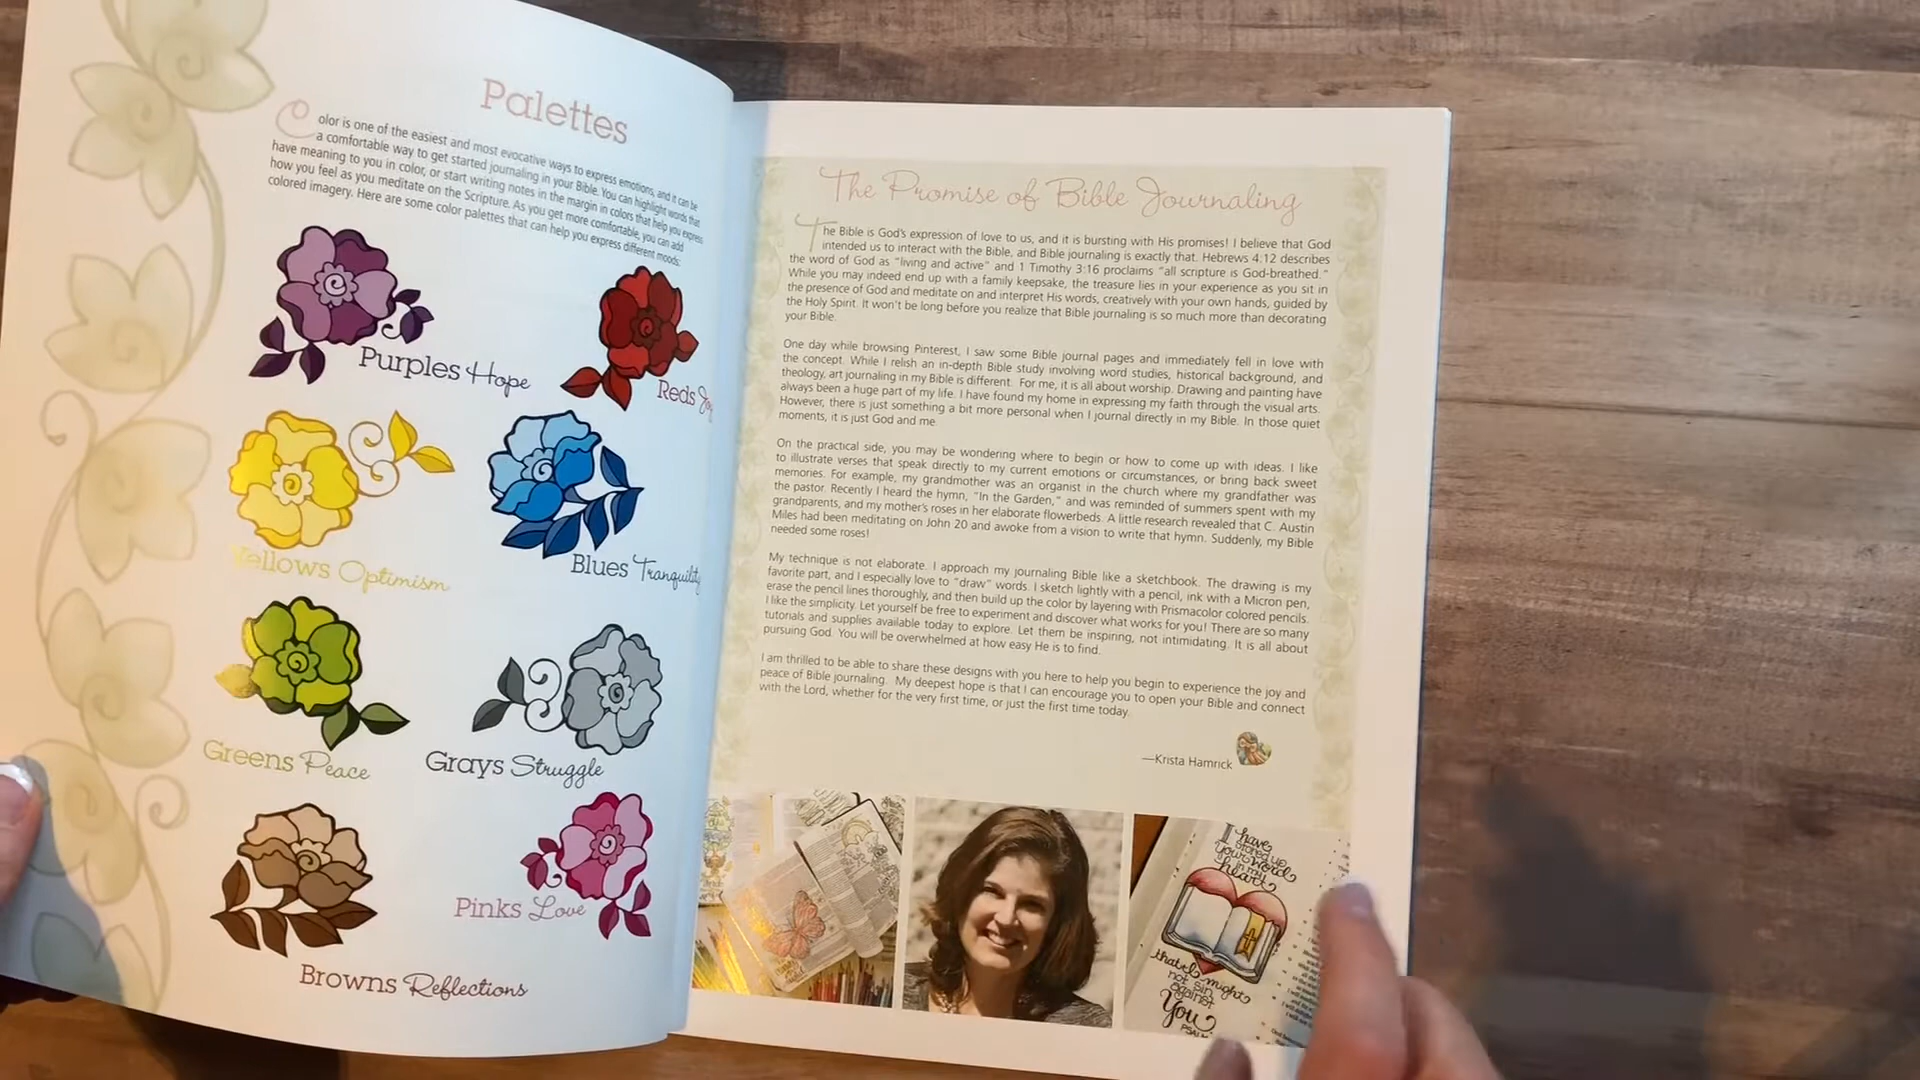 Palettes
Color is one of the easiest and most evocative ways to express emotions, and it can be
a comfortable way to get started journaling in your Bible. You can highlight words that
have meaning to you in color, or start writing notes in the margin in colors that help you express
how you feel as you meditate on the Scripture. As you get more comfortable, you can add
colored imagery. Here are some color palettes that can help you express different moods:
Purples Hope
Reds
Yellows Optimism
Blues Tranquility
Greens Peace
Grays Struggle
Browns Reflections
Pinks Love
The Promise of Bible Journaling
The Bible is God's expression of love to us, and it is bursting with His promises! I believe that God
intended us to interact with the Bible, and Bible journaling is exactly that. Hebrews 4:12 describes
the word of God as "living and active" and 1 Timothy 3:16 proclaims "all scripture is God-breathed."
While you may indeed end up with a family keepsake, the treasure lies in your experience as you sit in
the presence of God and meditate on and interpret His words, creatively with your own hands, guided by
the Holy Spirit. It won't be long before you realize that Bible journaling is so much more than decorating
your Bible.
One day while browsing Pinterest, I saw some Bible journal pages and immediately fell in love with
the concept. While I relish an in-depth Bible study involving word studies, historical background, and
theology, art journaling in my Bible is different. For me, it is all about worship. Drawing and painting have
always been a huge part of my life. I have found my home in expressing my faith through the visual arts.
However, there is just something a bit more personal when I journal directly in my Bible. In those quiet
moments, it is just God and me.
On the practical side, you may be wondering where to begin or how to come up with ideas. I like
to illustrate verses that speak directly to my current emotions or circumstances, or bring back sweet
memories. For example, my grandmother was an organist in the church where my grandfather was
the pastor. Recently I heard the hymn, "In the Garden," and was reminded of summers spent with my
grandparents, and my mother's roses in her elaborate flowerbeds. A little research revealed that C. Austin
Miles had been meditating on John 20 and awoke from a vision to write that hymn. Suddenly, my Bible
needed some roses!
My technique is not elaborate. I approach my journaling Bible like a sketchbook. The drawing is my
favorite part, and I especially love to "draw" words. I sketch lightly with a pencil, ink with a Micron pen,
erase the pencil lines thoroughly, and then build up the color by layering with Prismacolor colored pencils.
I like the simplicity. Let yourself be free to experiment and discover what works for you! There are so many
tutorials and supplies available today to explore. Let them be inspiring, not intimidating. It is all about
pursuing God. You will be overwhelmed at how easy He is to find.
I am thrilled to be able to share these designs with you here to help you begin to experience the joy and
peace of Bible journaling. My deepest hope is that I can encourage you to open your Bible and connect
with the Lord, whether for the very first time, or just the first time today.
—Krista Hamrick
I have
stored up
your word
in my
heart
that I might
not sin
against
You